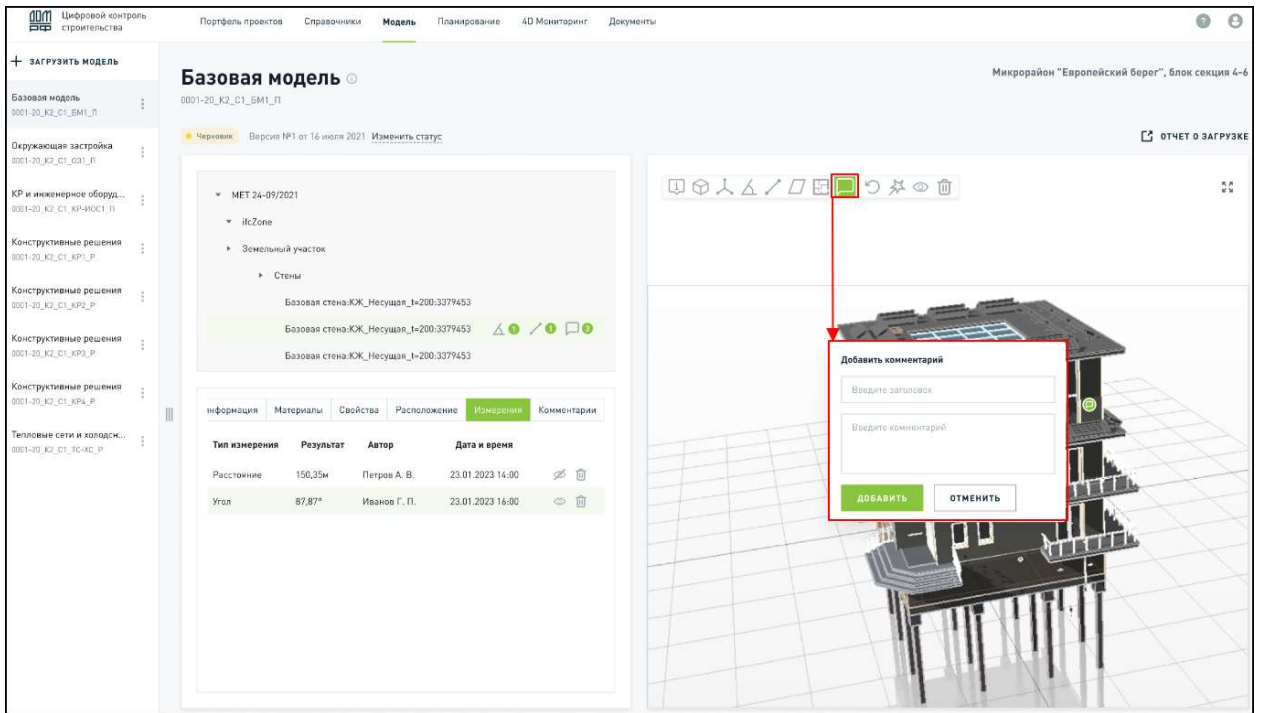 ДОМ РФ
Цифровой контроль
строительства
Портфель проектов Справочники Модель Планирование 4D Мониторинг Документы
?
+ ЗАГРУЗИТЬ МОДЕЛЬ
Базовая модель
0001-20_К2_С1_БМ1_П
Окружающая застройка
0001-20_К2_С1_ОЗ1_П
КР и инженерное оборуд...
0001-20_К2_С1_КР-ИОС1_П
Конструктивные решения
0001-20_К2_С1_КР1_Р
Конструктивные решения
0001-20_К2_С1_КР2_Р
Конструктивные решения
0001-20_К2_С1_КР3_Р
Конструктивные решения
0001-20_К2_С1_КР4_Р
Тепловые сети и холодсн...
0001-20_К2_С1_ТС-ХС_Р
Базовая модель
0001-20_К2_С1_БМ1_П
Микрорайон "Европейский берег", блок секция 4-6
Черновик Версия №1 от 16 июля 2021 Изменить статус
ОТЧЕТ О ЗАГРУЗКЕ
МЕТ 24-09/2021
ifcZone
Земельный участок
Стены
Базовая стена:КЖ_Несущая_t=200:3379453
Базовая стена:КЖ_Несущая_t=200:3379453 1 1 3
Базовая стена:КЖ_Несущая_t=200:3379453
информация Материалы Свойства Расположение Измерения Комментарии
Тип измерения Результат Автор Дата и время
Расстояние 150,35м Петров А. В. 23.01.2023 14:00
Угол 87,87° Иванов Г. П. 23.01.2023 16:00
Добавить комментарий
Введите заголовок
Введите комментарий
ДОБАВИТЬ ОТМЕНИТЬ